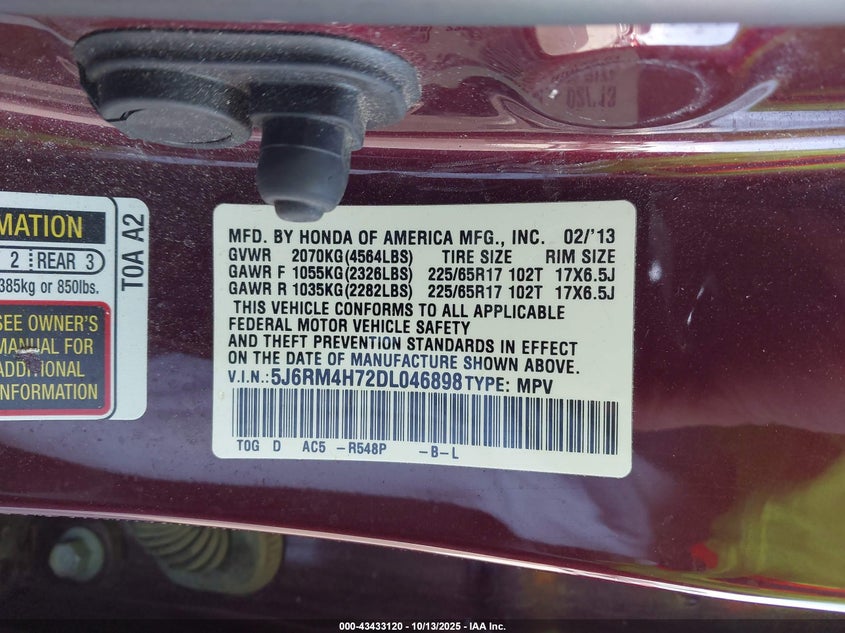 MATION
2 REAR 3
385kg or 850lbs.
SEE OWNER'S
MANUAL FOR
ADDITIONAL
INFORMATION
TOA A2
MFD. BY HONDA OF AMERICA MFG., INC. 02/'13
GVWR 2070KG(4564LBS) TIRE SIZE RIM SIZE
GAWR F 1055KG(2326LBS) 225/65R17 102T 17X6.5J
GAWR R 1035KG(2282LBS) 225/65R17 102T 17X6.5J
THIS VEHICLE CONFORMS TO ALL APPLICABLE
FEDERAL MOTOR VEHICLE SAFETY
AND THEFT PREVENTION STANDARDS IN EFFECT
ON THE DATE OF MANUFACTURE SHOWN ABOVE.
V.I.N.: 5J6RM4H72DL046898 TYPE: MPV
TOG D AC5 -R548P -B-L
000-43433120 - 10/13/2025 - IAA Inc.